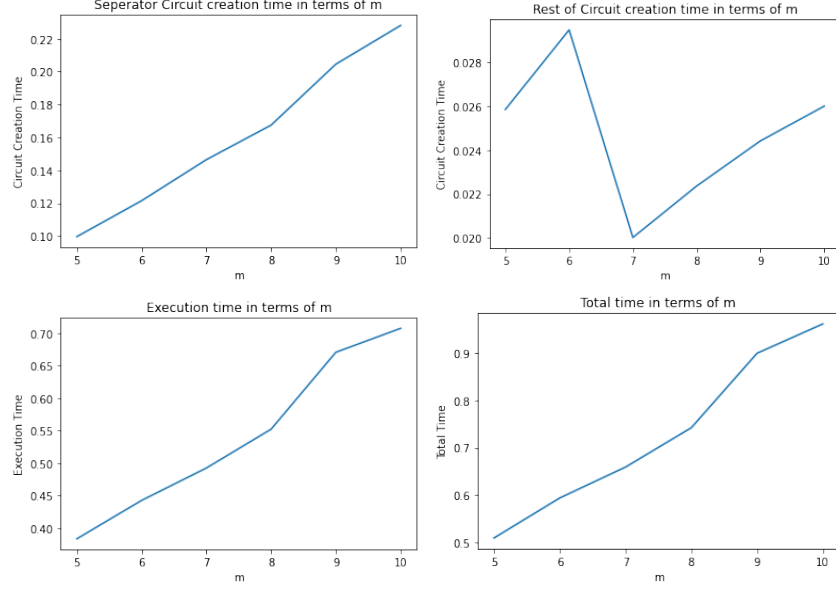 Seperator Circuit creation time in terms of m
Circuit Creation Time
0.22
0.20
0.18
0.16
0.14
0.12
0.10
5 6 7 8 9 10
m
Rest of Circuit creation time in terms of m
Circuit Creation Time
0.028
0.026
0.024
0.022
0.020
5 6 7 8 9 10
m
Execution time in terms of m
Execution Time
0.70
0.65
0.60
0.55
0.50
0.45
0.40
5 6 7 8 9 10
m
Total time in terms of m
Total Time
0.9
0.8
0.7
0.6
0.5
5 6 7 8 9 10
m